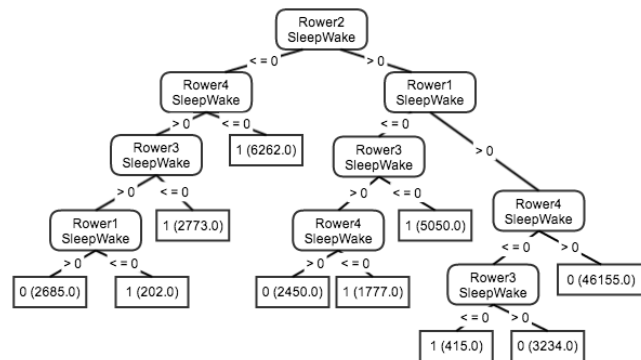 Rower2
SleepWake
<= 0
> 0
Rower4
SleepWake
Rower1
SleepWake
> 0
<= 0
<= 0
> 0
Rower3
SleepWake
1 (6262.0)
Rower3
SleepWake
> 0
<= 0
> 0
<= 0
Rower4
SleepWake
Rower1
SleepWake
1 (2773.0)
Rower4
SleepWake
1 (5050.0)
<= 0
> 0
> 0
<= 0
> 0
<= 0
Rower3
SleepWake
0 (46155.0)
0 (2685.0)
1 (202.0)
0 (2450.0)
1 (1777.0)
<= 0
> 0
1 (415.0)
0 (3234.0)